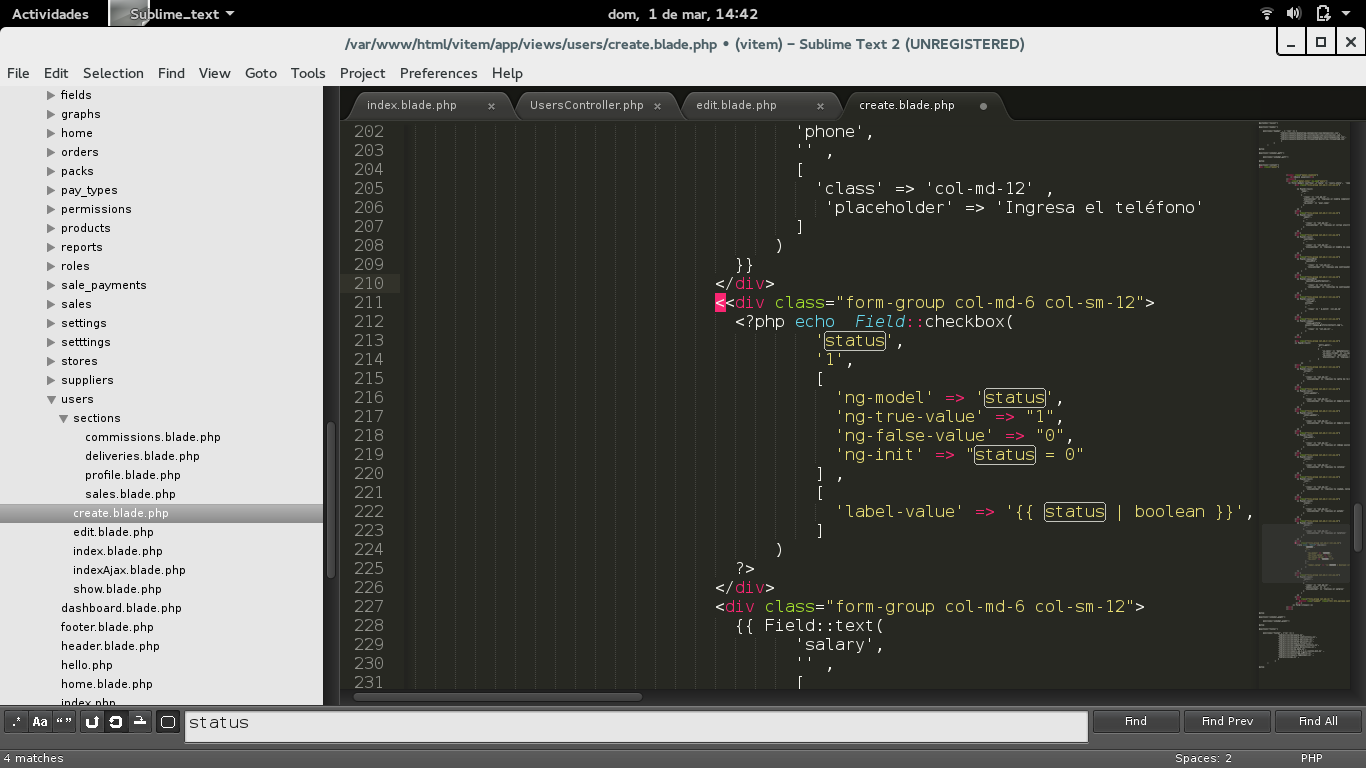 Actividades Sublime_text dom, 1 de mar, 14:42
/var/www/html/vitem/app/views/users/create.blade.php • (vitem) – Sublime Text 2 (UNREGISTERED)
File Edit Selection Find View Goto Tools Project Preferences Help
fields
graphs
home
orders
packs
pay_types
permissions
products
reports
roles
sale_payments
sales
settings
setttings
stores
suppliers
users
sections
commissions.blade.php
deliveries.blade.php
profile.blade.php
sales.blade.php
create.blade.php
edit.blade.php
index.blade.php
indexAjax.blade.php
show.blade.php
dashboard.blade.php
footer.blade.php
header.blade.php
hello.php
home.blade.php
index.php
index.blade.php × UsersController.php × edit.blade.php × create.blade.php
202 'phone',
203 '' ,
204 [
205 'class' => 'col-md-12' ,
206 'placeholder' => 'Ingresa el teléfono'
207 ]
208 )
209 }}
210 </div>
211 <<div class="form-group col-md-6 col-sm-12">
212 <?php echo Field::checkbox(
213 'status',
214 '1',
215 [
216 'ng-model' => 'status',
217 'ng-true-value' => "1",
218 'ng-false-value' => "0",
219 'ng-init' => "status = 0"
220 ] ,
221 [
222 'label-value' => '{{ status | boolean }}',
223 ]
224 )
225 ?>
226 </div>
227 <div class="form-group col-md-6 col-sm-12">
228 {{ Field::text(
229 'salary',
230 '' ,
231 [
.* Aa “” status Find Find Prev Find All
4 matches Spaces: 2 PHP